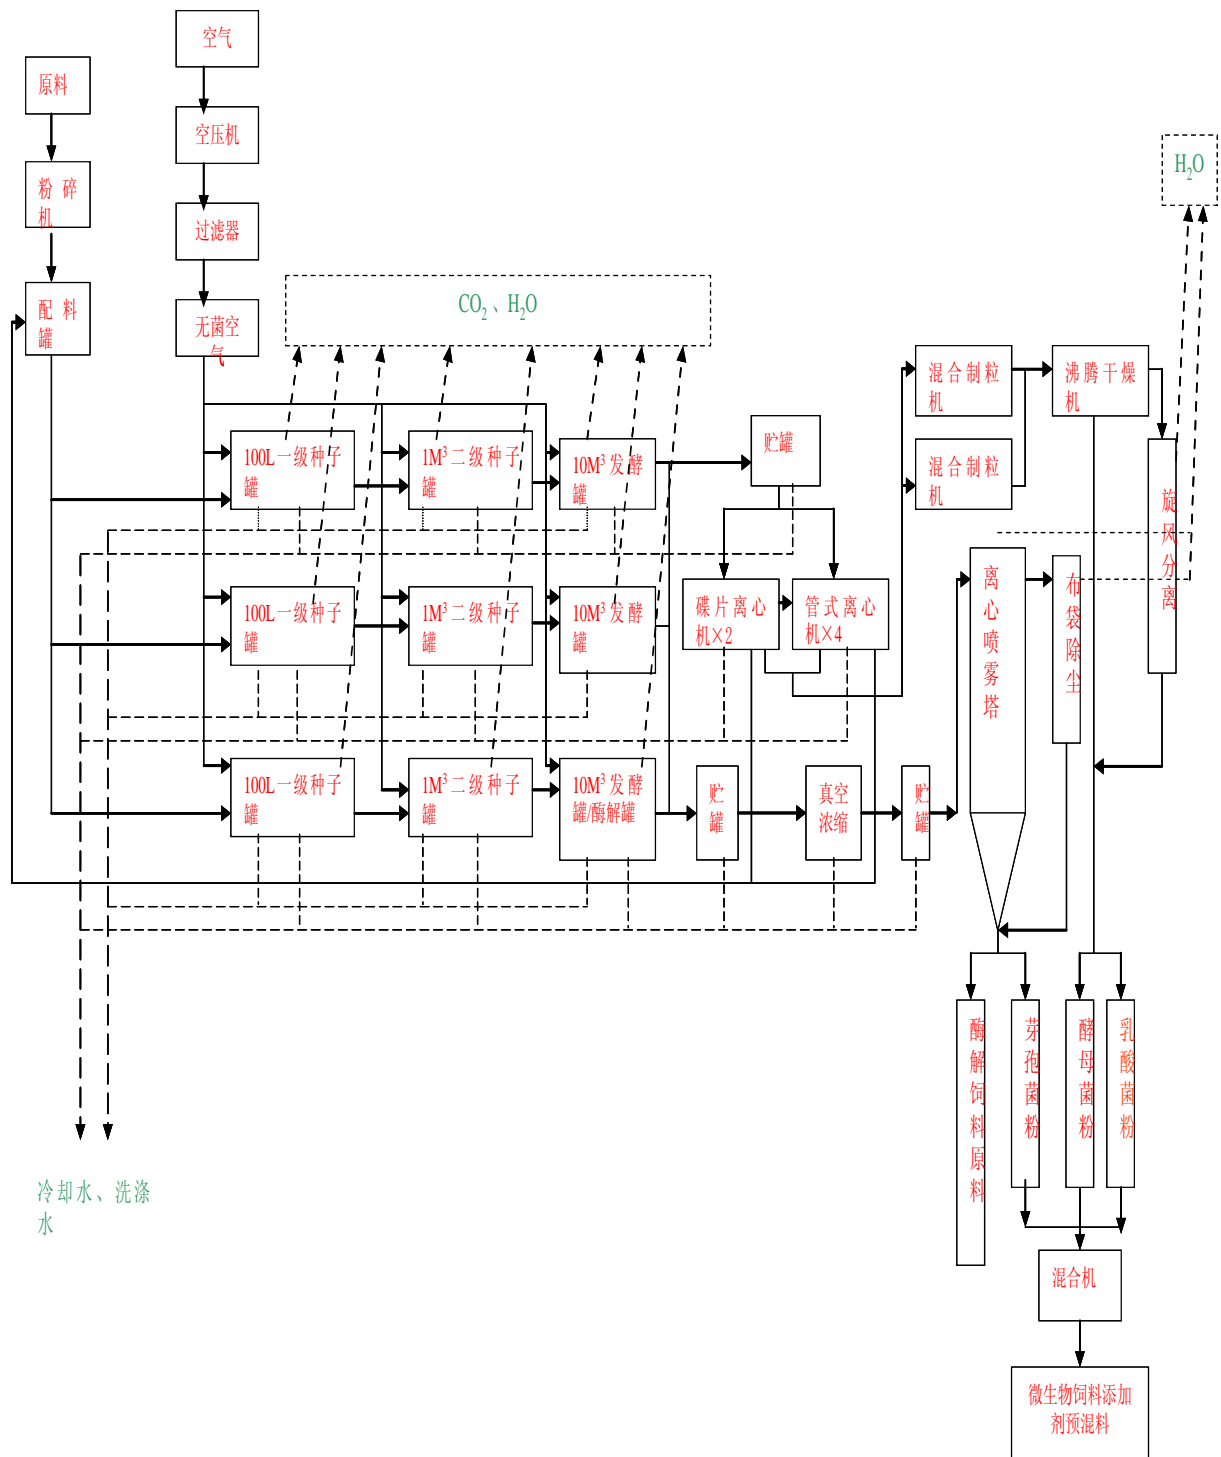 空气
原料
空压机
粉碎
机
过滤器
配料
罐
无菌空
气
CO₂、H₂O
H₂O
混合制粒
机
沸腾干燥
机
混合制粒
机
贮罐
100L一级种子
罐
1M³二级种子
罐
10M³发酵
罐
旋风分离
100L一级种子
罐
1M³二级种子
罐
10M³发酵
罐
碟片离心
机×2
管式离心
机×4
离心喷雾塔
布袋除尘
100L一级种子
罐
1M³二级种子
罐
10M³发酵
罐/酶解罐
贮
罐
真空
浓缩
贮
罐
酶解饲料原料
芽孢菌粉
酵母菌粉
乳酸菌粉
冷却水、洗涤
水
混合机
微生物饲料添加
剂预混料